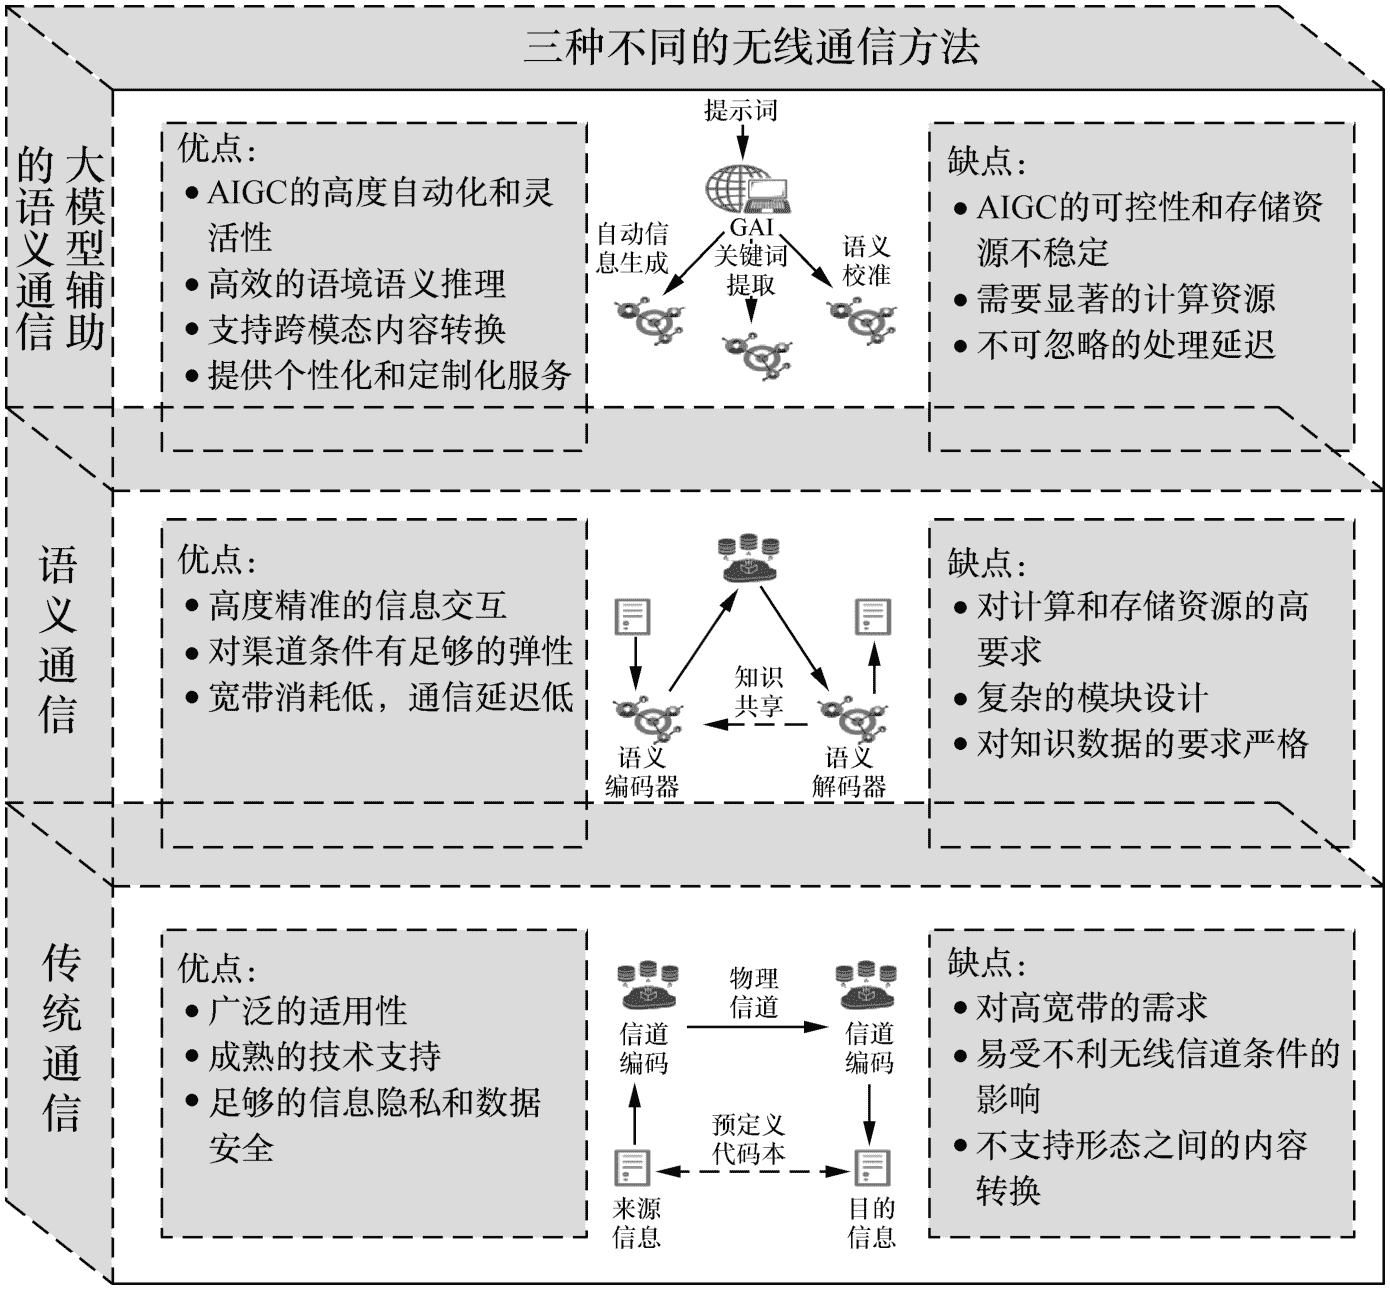 三种不同的无线通信方法
大模型辅助
的语义通信
优点：
• AIGC的高度自动化和灵
活性
• 高效的语境语义推理
• 支持跨模态内容转换
• 提供个性化和定制化服务
提示词
GAI
自动信
息生成
关键词
提取
语义
校准
缺点：
• AIGC的可控性和存储资
源不稳定
• 需要显著的计算资源
• 不可忽略的处理延迟
语义通信
优点：
• 高度精准的信息交互
• 对渠道条件有足够的弹性
• 宽带消耗低，通信延迟低
知识
共享
语义
编码器
语义
解码器
缺点：
• 对计算和存储资源的高
要求
• 复杂的模块设计
• 对知识数据的要求严格
传统通信
优点：
• 广泛的适用性
• 成熟的技术支持
• 足够的信息隐私和数据
安全
物理
信道
信道
编码
信道
编码
预定义
代码本
来源
信息
目的
信息
缺点：
• 对高宽带的需求
• 易受不利无线信道条件的
影响
• 不支持形态之间的内容
转换